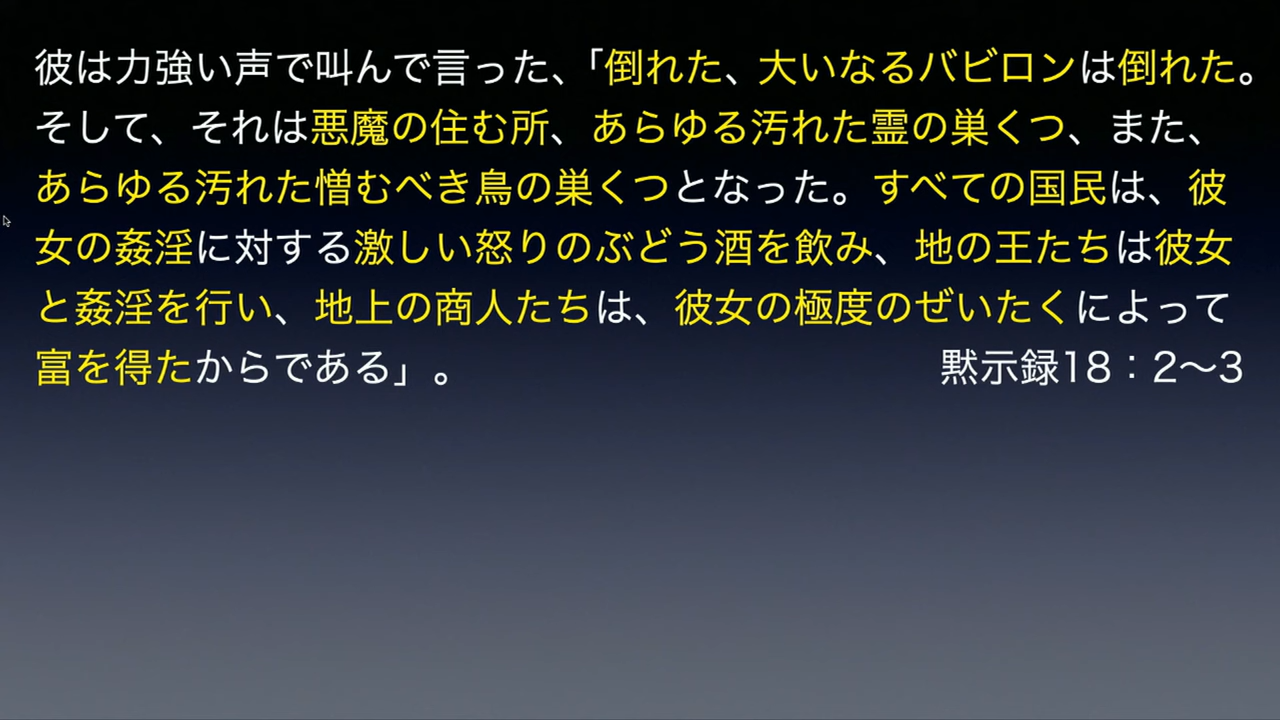 彼は力強い声で叫んで言った、「倒れた、大いなるバビロンは倒れた。
そして、それは悪魔の住む所、あらゆる汚れた霊の巣くつ、また、
あらゆる汚れた憎むべき鳥の巣くつとなった。すべての国民は、彼
女の姦淫に対する激しい怒りのぶどう酒を飲み、地の王たちは彼女
と姦淫を行い、地上の商人たちは、彼女の極度のぜいたくによって
富を得たからである」。 黙示録18：2〜3